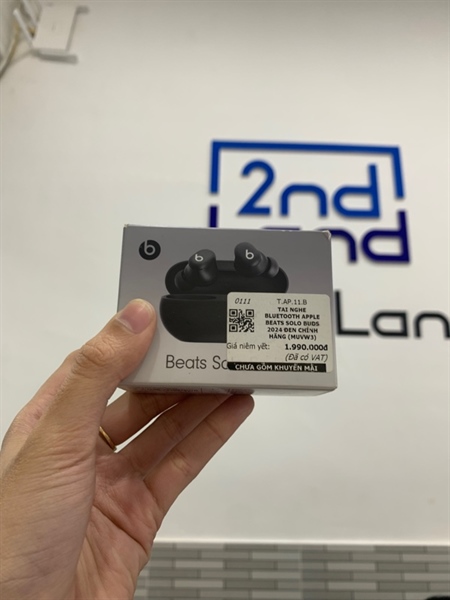 2nd
Land
Lan
b
b
b
Beats So
0111
T.AP.11.B
TAI NGHE
BLUETOOTH APPLE
BEATS SOLO BUDS
2024 ĐEN CHÍNH
HÃNG (MUVW3)
Giá niêm yết: 1.990.000đ
(Đã có VAT)
CHƯA GỒM KHUYẾN MÃI